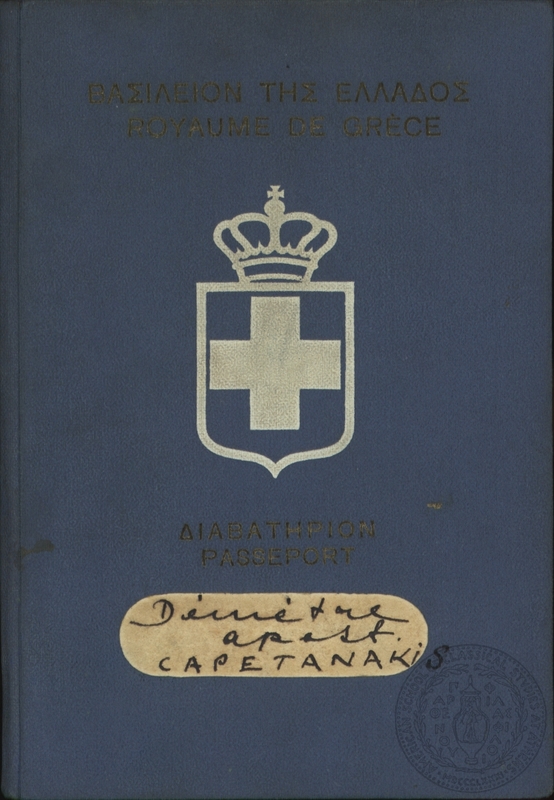 ΒΑΣΙΛΕΙΟΝ ΤΗΣ ΕΛΛΑΔΟΣ
ROYAUME DE GRÈCE
ΔΙΑΒΑΤΗΡΙΟΝ
PASSEPORT
Démètre
apost.
CAPETANAKiS